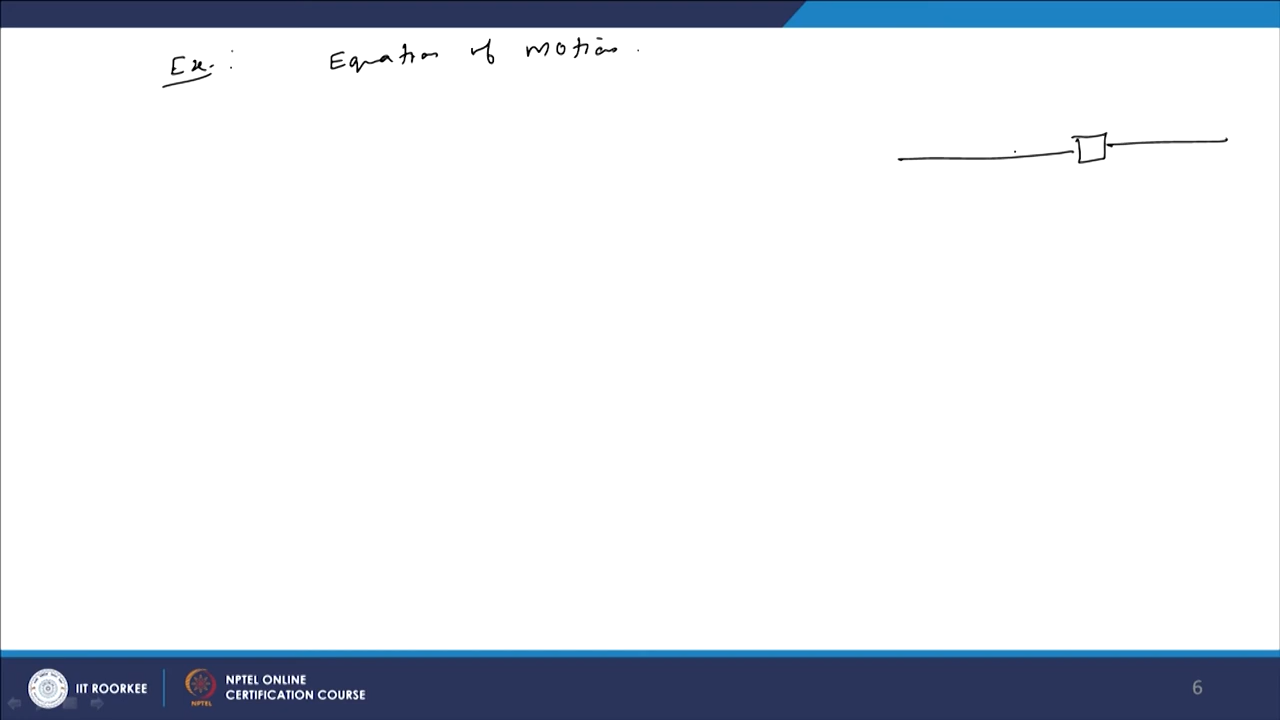 Ex. : Equation of motion.
IIT ROORKEE
NPTEL ONLINE
CERTIFICATION COURSE
6